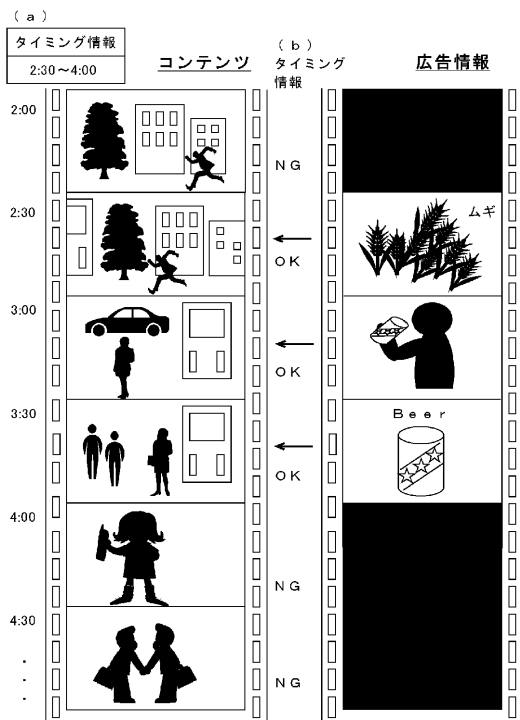 (a)
タイミング情報
2:30～4:00
コンテンツ
(b)
タイミング
情報
広告情報
2:00
NG
2:30
ムギ
OK
3:00
OK
3:30
Beer
OK
4:00
NG
4:30
NG